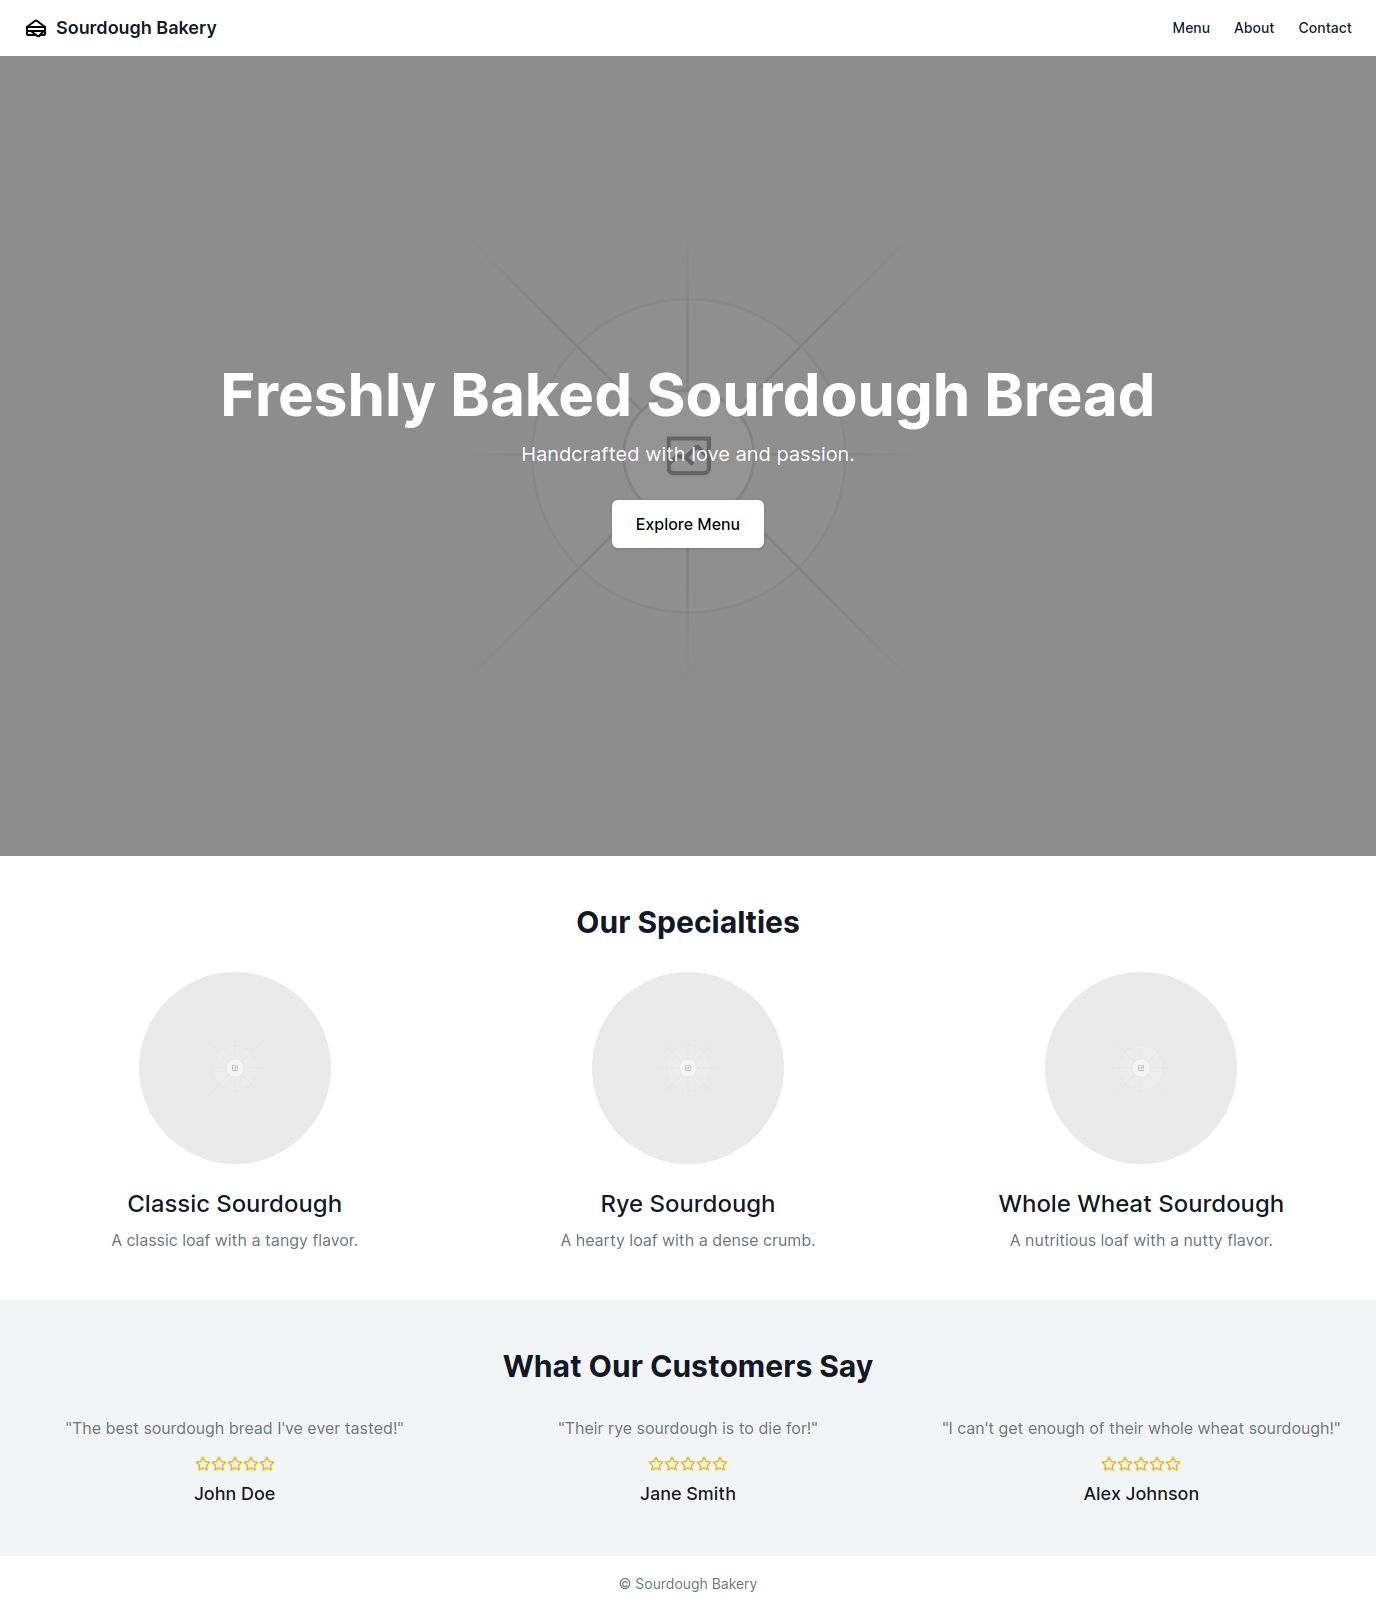 Sourdough Bakery
Menu About Contact
Freshly Baked Sourdough Bread
Handcrafted with love and passion.
Explore Menu
Our Specialties
Classic Sourdough
A classic loaf with a tangy flavor.
Rye Sourdough
A hearty loaf with a dense crumb.
Whole Wheat Sourdough
A nutritious loaf with a nutty flavor.
What Our Customers Say
"The best sourdough bread I've ever tasted!"
John Doe
"Their rye sourdough is to die for!"
Jane Smith
"I can't get enough of their whole wheat sourdough!"
Alex Johnson
© Sourdough Bakery